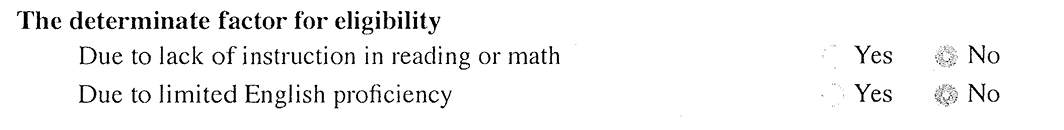 The determinate factor for eligibility
Due to lack of instruction in reading or math Yes No
Due to limited English proficiency Yes No